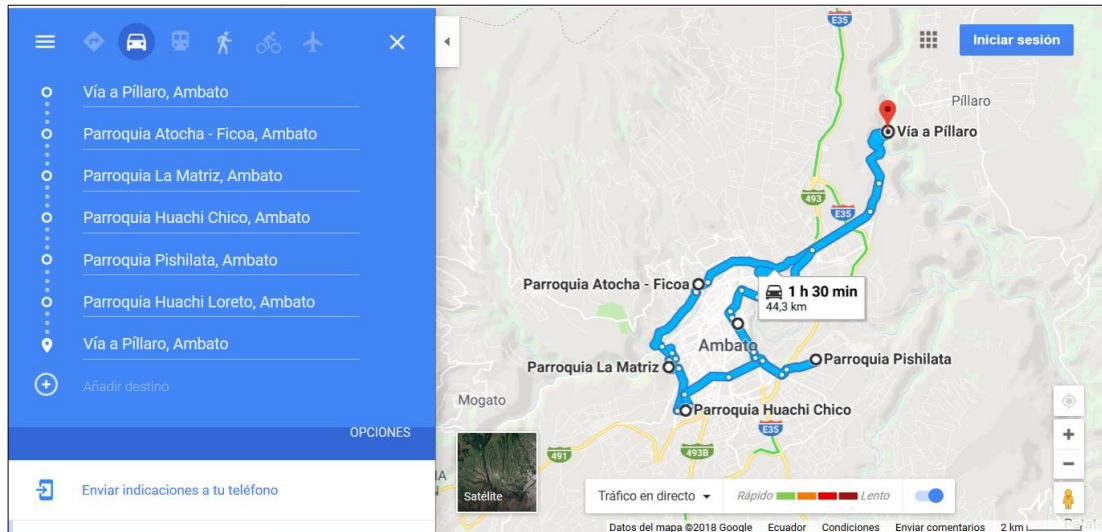 Vía a Píllaro, Ambato
Parroquia Atocha - Ficoa, Ambato
Parroquia La Matriz, Ambato
Parroquia Huachi Chico, Ambato
Parroquia Pishilata, Ambato
Parroquia Huachi Loreto, Ambato
Vía a Píllaro, Ambato
Añadir destino
OPCIONES
Enviar indicaciones a tu teléfono
E35
Iniciar sesión
Píllaro
Vía a Píllaro
493
E35
Parroquia Atocha - Ficoa
1 h 30 min
44,3 km
Ambato
Parroquia Pishilata
Parroquia La Matriz
Mogato
Parroquia Huachi Chico
E35
491
493B
Satélite
Tráfico en directo
Rápido
Lento
Datos del mapa ©2018 Google Ecuador Condiciones Enviar comentarios 2 km